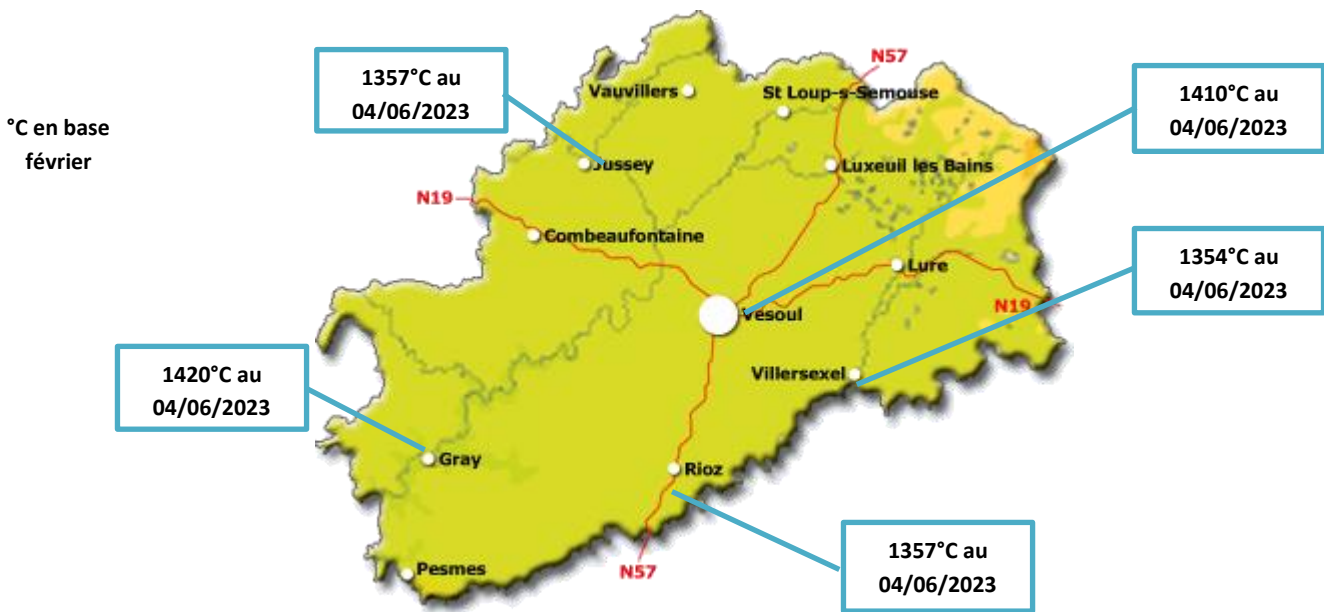 °C en base
février
1357°C au
04/06/2023
N57
Vauvillers
St Loup-s-Semouse
1410°C au
04/06/2023
Jussey
Luxeuil les Bains
N19
Combeaufontaine
Lure
1354°C au
04/06/2023
N19
Vesoul
Villersexel
1420°C au
04/06/2023
Gray
Rioz
1357°C au
04/06/2023
Pesmes
N57